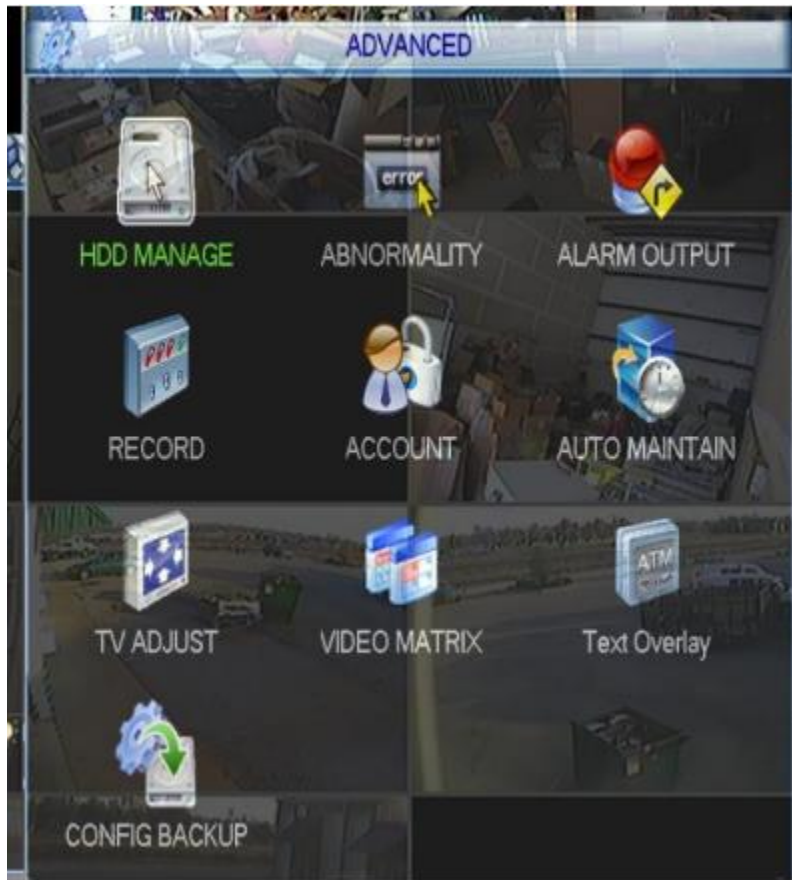 ADVANCED
error
HDD MANAGE ABNORMALITY ALARM OUTPUT
RECORD ACCOUNT AUTO MAINTAIN
ATM
TV ADJUST VIDEO MATRIX Text Overlay
CONFIG BACKUP